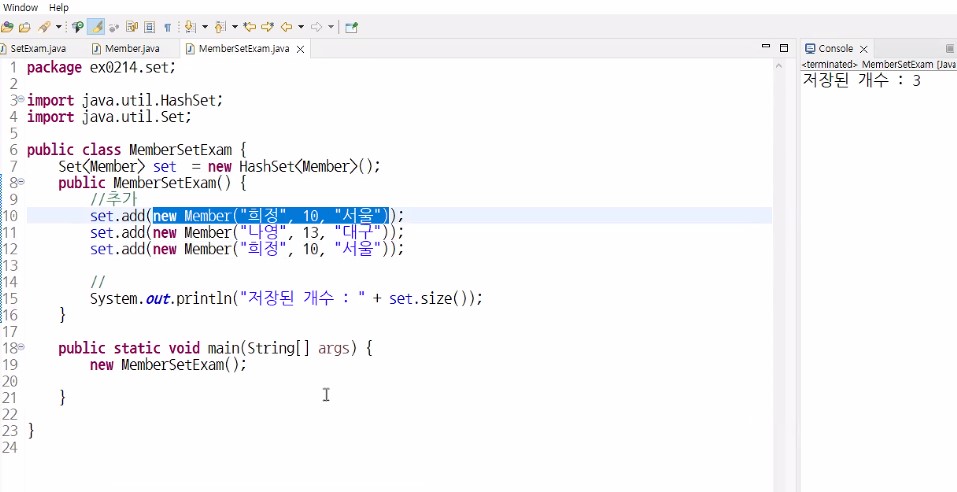 Window Help
SetExam.java Member.java MemberSetExam.java
1 package ex0214.set;
2
3 import java.util.HashSet;
4 import java.util.Set;
5
6 public class MemberSetExam {
7 Set<Member> set = new HashSet<Member>();
8 public MemberSetExam() {
9 //추가
10 set.add(new Member("희정", 10, "서울"));
11 set.add(new Member("나영", 13, "대구"));
12 set.add(new Member("희정", 10, "서울"));
13
14 //
15 System.out.println("저장된 개수 : " + set.size());
16 }
17
18 public static void main(String[] args) {
19 new MemberSetExam();
20
21 }
22
23 }
24
Console
<terminated> MemberSetExam [Java
저장된 개수 : 3